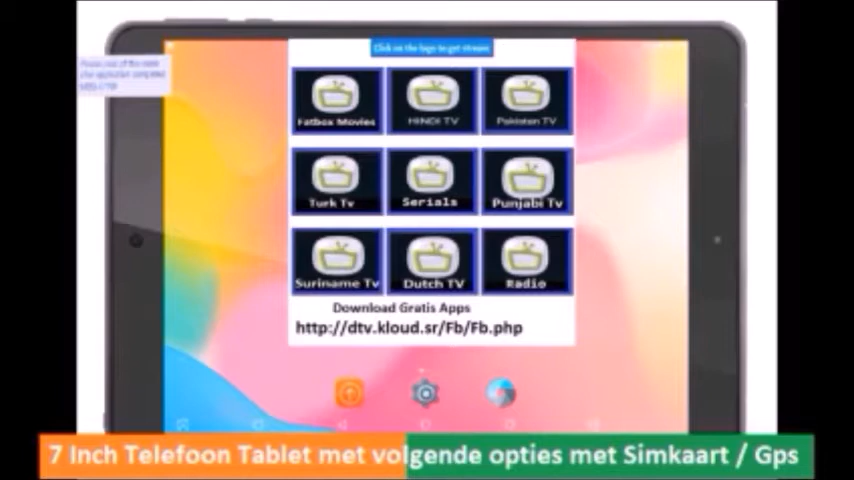 Click on the logo to get stream
Fatbox Movies
HINDI TV
Pakistan TV
Turk Tv
Serials
Punjabi Tv
Suriname Tv
Dutch TV
Radio
Download Gratis Apps
http://dtv.kloud.sr/Fb/Fb.php
7 Inch Telefoon Tablet met volgende opties met Simkaart / Gps